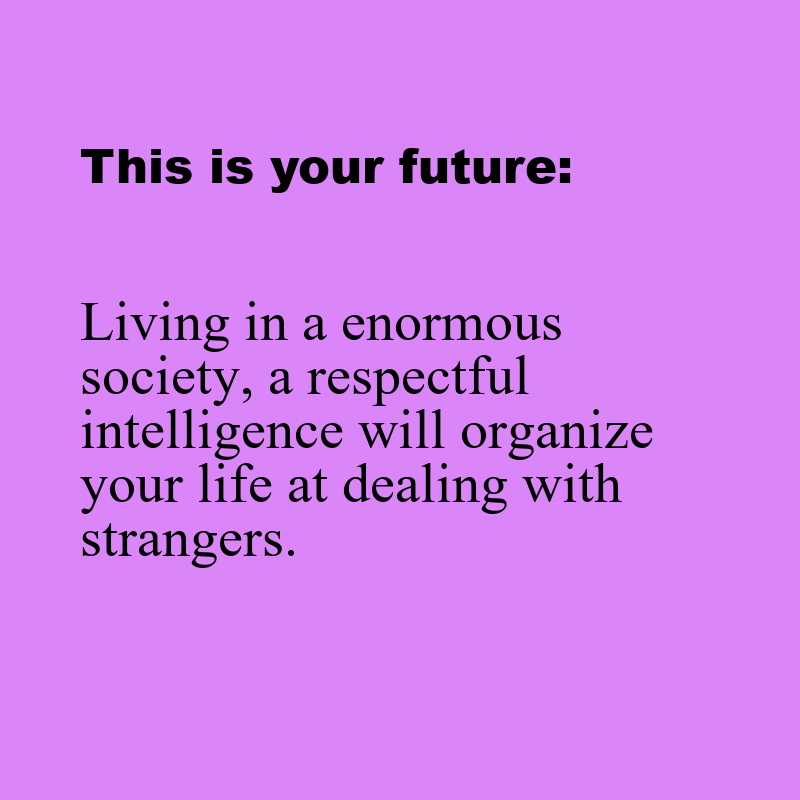 This is your future:
Living in a enormous
society, a respectful
intelligence will organize
your life at dealing with
strangers.